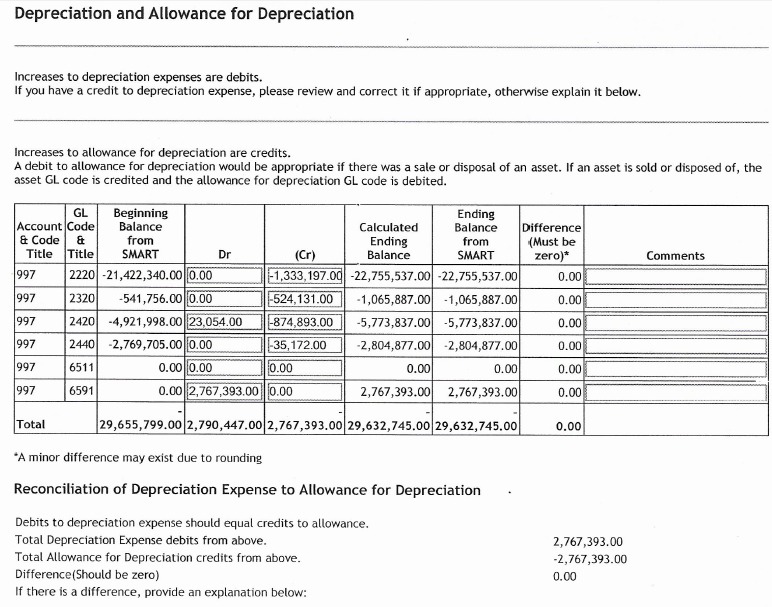 Depreciation and Allowance for Depreciation
Increases to depreciation expenses are debits.
If you have a credit to depreciation expense, please review and correct it if appropriate, otherwise explain it below.
Increases to allowance for depreciation are credits.
A debit to allowance for depreciation would be appropriate if there was a sale or disposal of an asset. If an asset is sold or disposed of, the
asset GL code is credited and the allowance for depreciation GL code is debited.
Account & Code Title | GL Code & Title | Beginning Balance from SMART | Dr | (Cr) | Calculated Ending Balance | Ending Balance from SMART | Difference (Must be zero)* | Comments
997 2220 -21,422,340.00 0.00 -1,333,197.00 -22,755,537.00 -22,755,537.00 0.00
997 2320 -541,756.00 0.00 -524,131.00 -1,065,887.00 -1,065,887.00 0.00
997 2420 -4,921,998.00 23,054.00 -874,893.00 -5,773,837.00 -5,773,837.00 0.00
997 2440 -2,769,705.00 0.00 -35,172.00 -2,804,877.00 -2,804,877.00 0.00
997 6511 0.00 0.00 0.00 0.00 0.00 0.00
997 6591 0.00 2,767,393.00 0.00 2,767,393.00 2,767,393.00 0.00
Total -29,655,799.00 2,790,447.00 -2,767,393.00 -29,632,745.00 -29,632,745.00 0.00
*A minor difference may exist due to rounding
Reconciliation of Depreciation Expense to Allowance for Depreciation
Debits to depreciation expense should equal credits to allowance.
Total Depreciation Expense debits from above. 2,767,393.00
Total Allowance for Depreciation credits from above. -2,767,393.00
Difference(Should be zero) 0.00
If there is a difference, provide an explanation below: